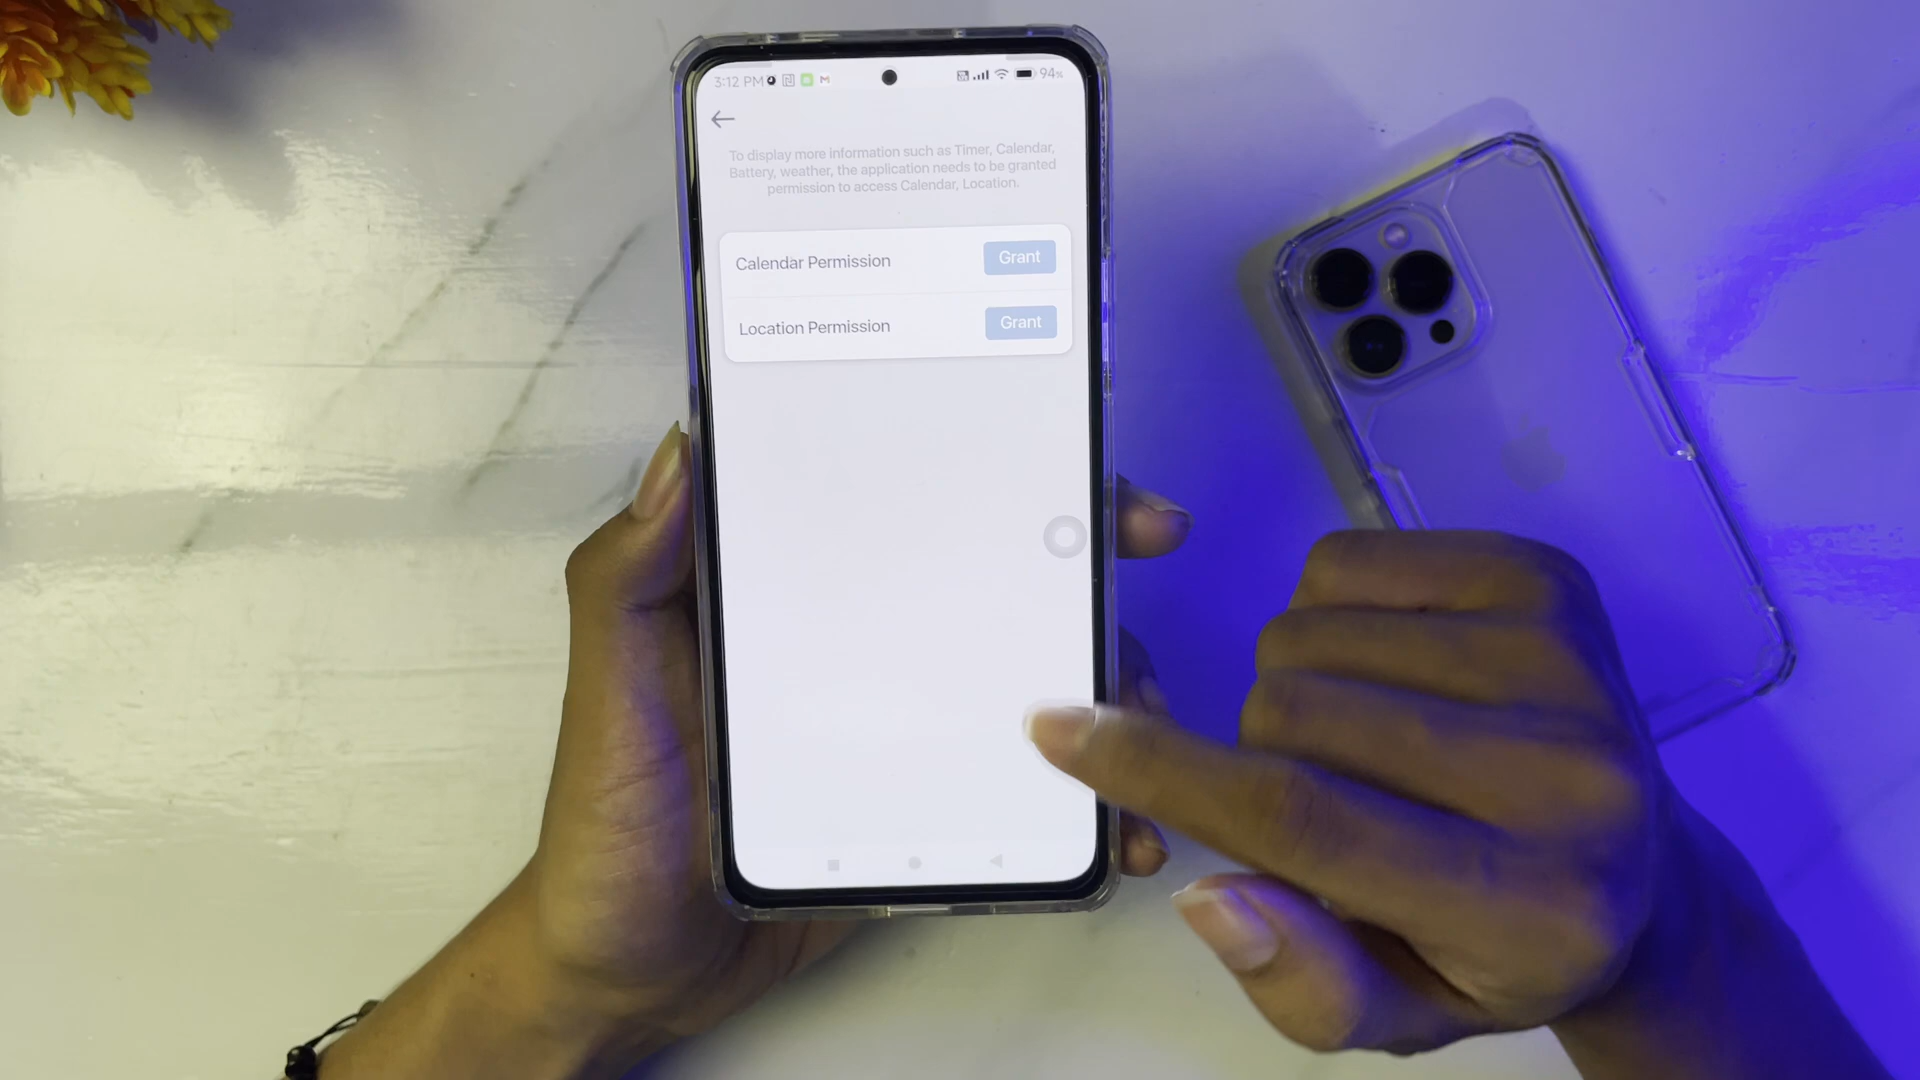 3:12 PM
94%
To display more information such as Timer, Calendar,
Battery, weather, the application needs to be granted
permission to access Calendar, Location.
Calendar Permission
Grant
Location Permission
Grant